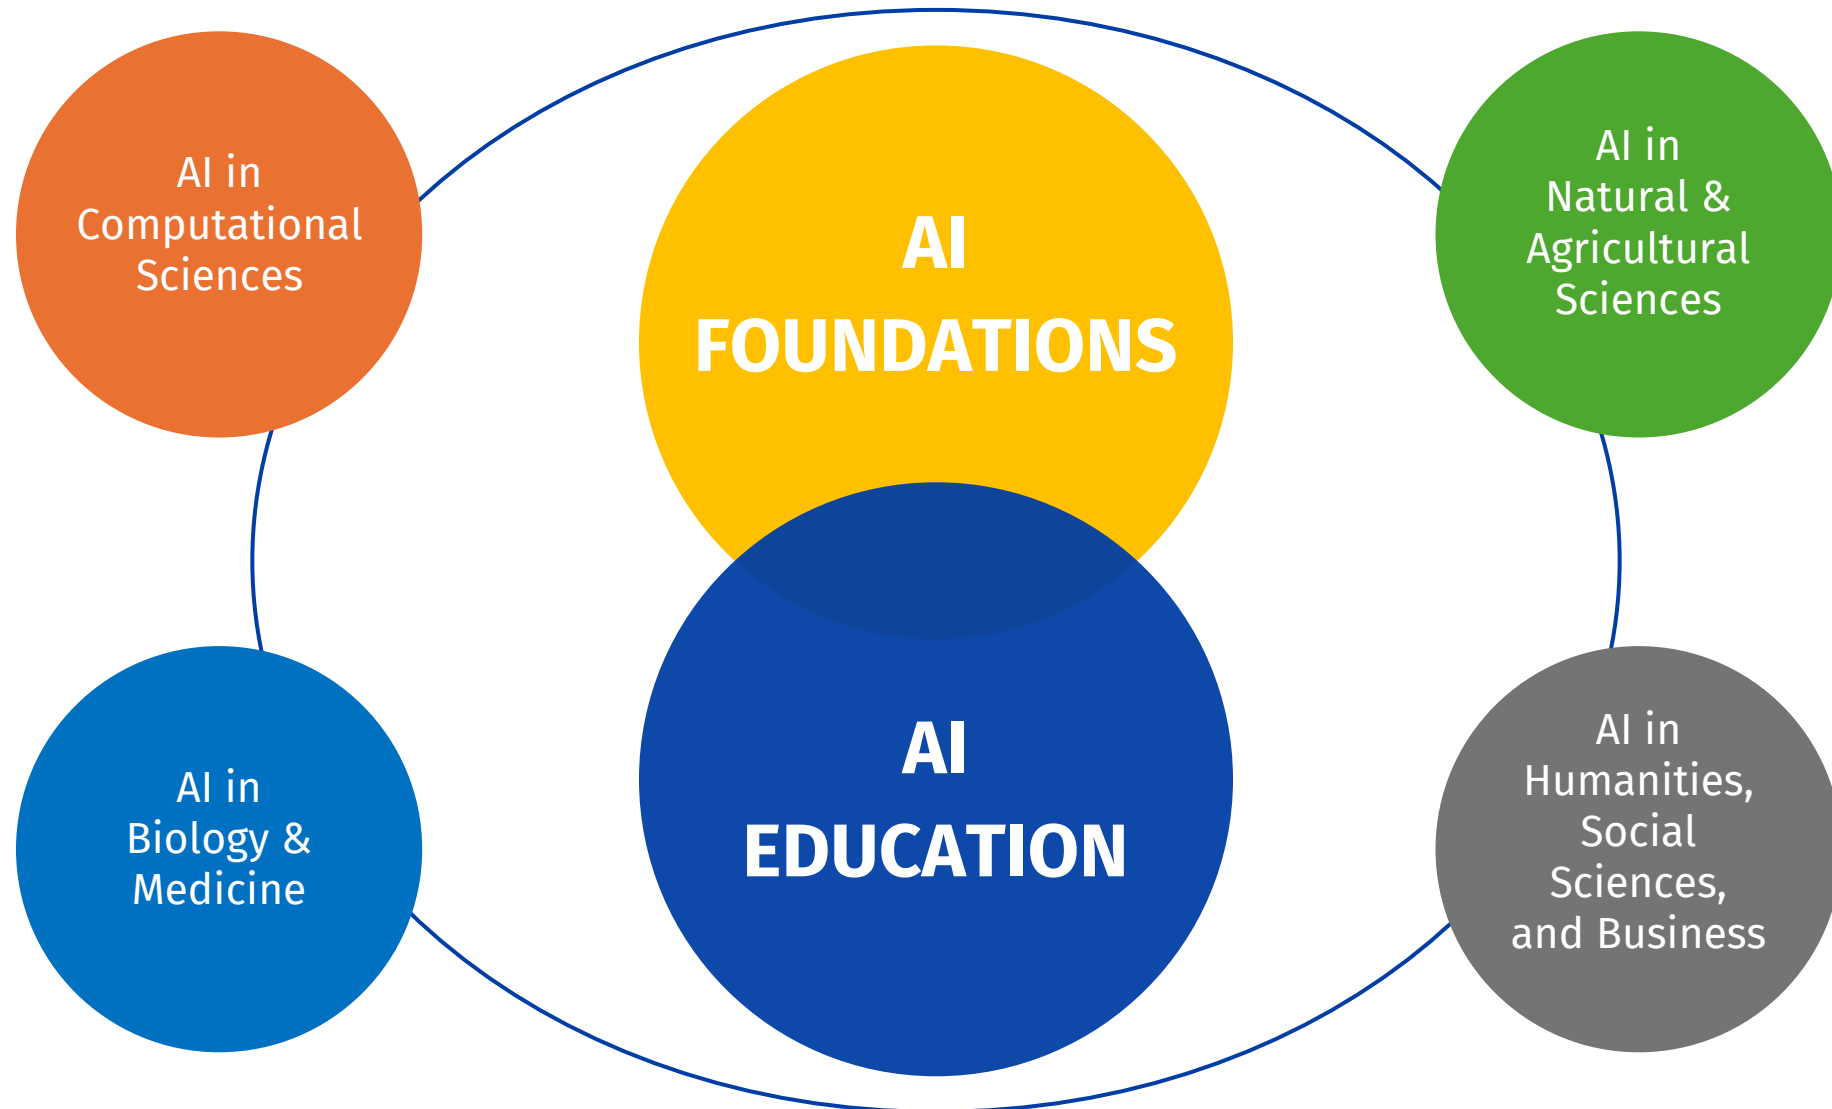 AI in
Computational
Sciences
AI
FOUNDATIONS
AI in
Natural &
Agricultural
Sciences
AI in
Biology &
Medicine
AI
EDUCATION
AI in
Humanities,
Social
Sciences,
and Business